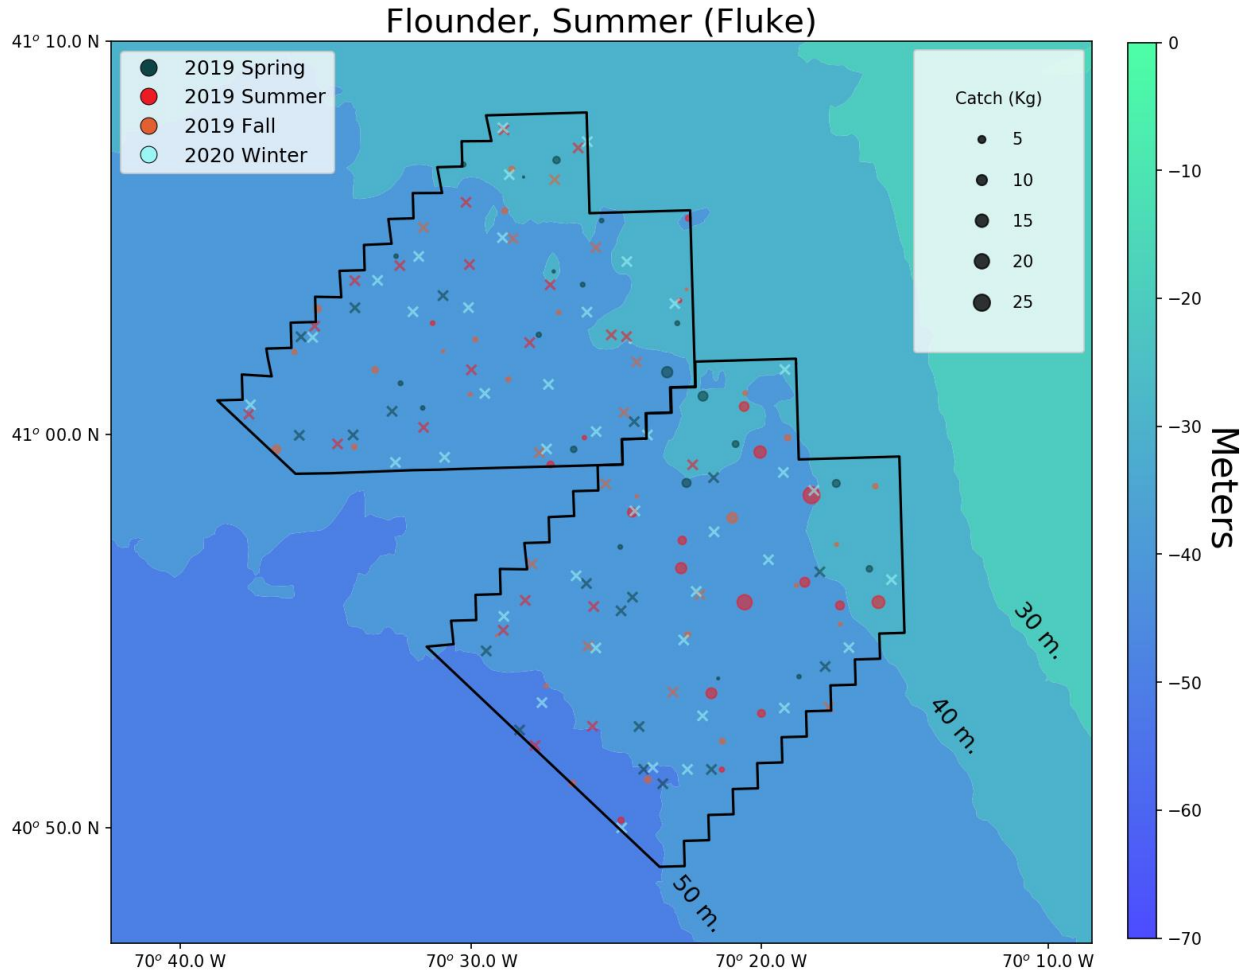 Flounder, Summer (Fluke)
41° 10.0 N
41° 00.0 N
40° 50.0 N
70° 40.0 W
70° 30.0 W
70° 20.0 W
70° 10.0 W
2019 Spring
2019 Summer
2019 Fall
2020 Winter
Catch (Kg)
5
10
15
20
25
30 m.
40 m.
50 m.
0
−10
−20
−30
−40
−50
−60
−70
Meters